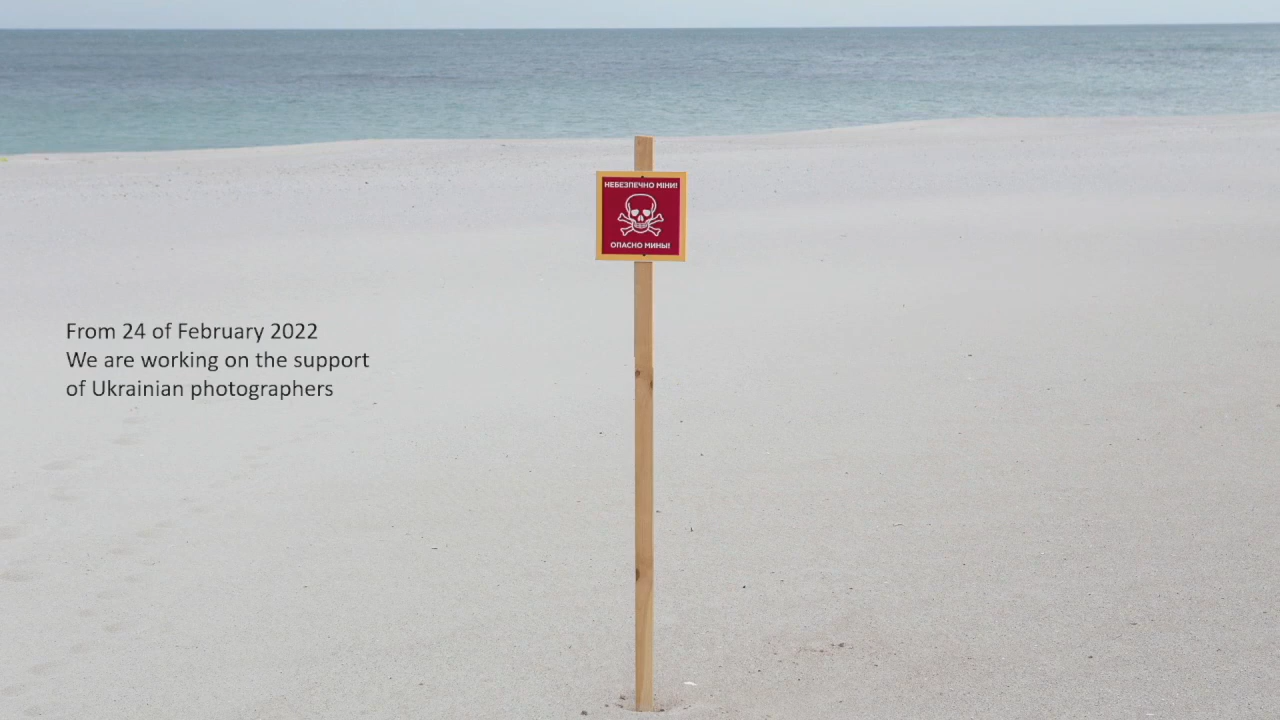 НЕБЕЗПЕЧНО МІНИ!
ОПАСНО МИНЫ!
From 24 of February 2022
We are working on the support
of Ukrainian photographers